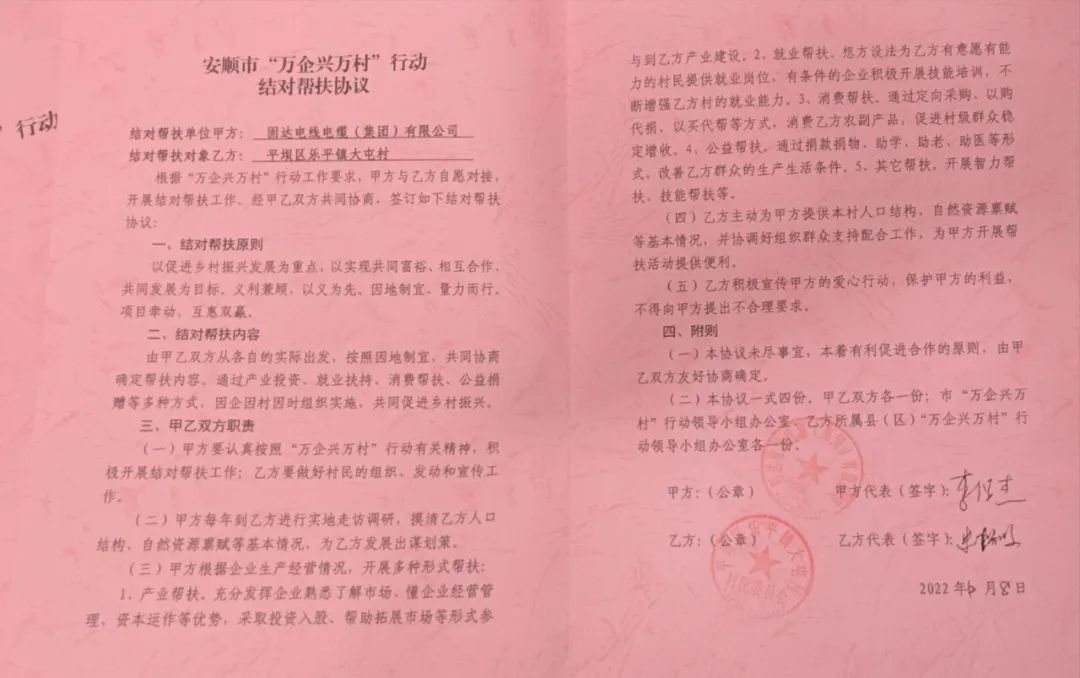 行动
安顺市“万企兴万村”行动
结对帮扶协议
结对帮扶单位甲方： 固达电线电缆（集团）有限公司
结对帮扶对象乙方： 平坝区乐平镇大屯村
根据“万企兴万村”行动工作要求，甲方与乙方自愿对接，
开展结对帮扶工作、经甲乙双方共同协商，签订如下结对帮扶
协议：
一、结对帮扶原则
以促进乡村振兴发展为重点，以实现共同富裕、相互合作，
共同发展为目标、义利兼顾，以义为先、因地制宜、量力而行。
项目牵动，互惠双赢。
二、结对帮扶内容
由甲乙双方从各自的实际出发，按照因地制宜，共同协商
确定帮扶内容。通过产业投资、就业扶持、消费帮扶、公益捐
赠等多种方式，因企因村因时组织实施，共同促进乡村振兴。
三、甲乙双方职责
（一）甲方要认真按照“万企兴万村”行动有关精神，积
极开展结对帮扶工作；乙方要做好村民的组织、发动和宣传工
作。
（二）甲方每年到乙方进行实地走访调研，摸清乙方人口
结构、自然资源禀赋等基本情况，为乙方发展出谋划策。
（三）甲方根据企业生产经营情况，开展多种形式帮扶：
1、产业帮扶。充分发挥企业熟悉了解市场、懂企业经营管
理，资本运作等优势，采取投资入股、帮助拓展市场等形式参
与到乙方产业建设。2、就业帮扶，想方设法为乙方有意愿有能
力的村民提供就业岗位，有条件的企业积极开展技能培训，不
断增强乙方村的就业能力。3、消费帮扶。通过定向采购、以购
代捐、以买代帮等方式，消费乙方农副产品，促进村级群众稳
定增收。4、公益帮扶。通过捐款捐物、助学、助老、助医等形
式，改善乙方群众的生产生活条件、5、其它帮扶。开展智力帮
扶、技能帮扶等。
（四）乙方主动为甲方提供本村人口结构、自然资源禀赋
等基本情况，并协调好组织群众支持配合工作，为甲方开展帮
扶活动提供便利。
（五）乙方积极宣传甲方的爱心行动，保护甲方的利益，
不得向甲方提出不合理要求。
四、附则
（一）本协议未尽事宜，本着有利促进合作的原则，由甲
乙双方友好协商确定。
（二）本协议一式四份。甲乙双方各一份；市“万企兴万
村”行动领导小组办公室、乙方所属县（区）“万企兴万村”行
动领导小组办公室各一份。
甲方：（公章） 甲方代表（签字）：
乙方：（公章） 乙方代表（签字）：
2022 年6月8日